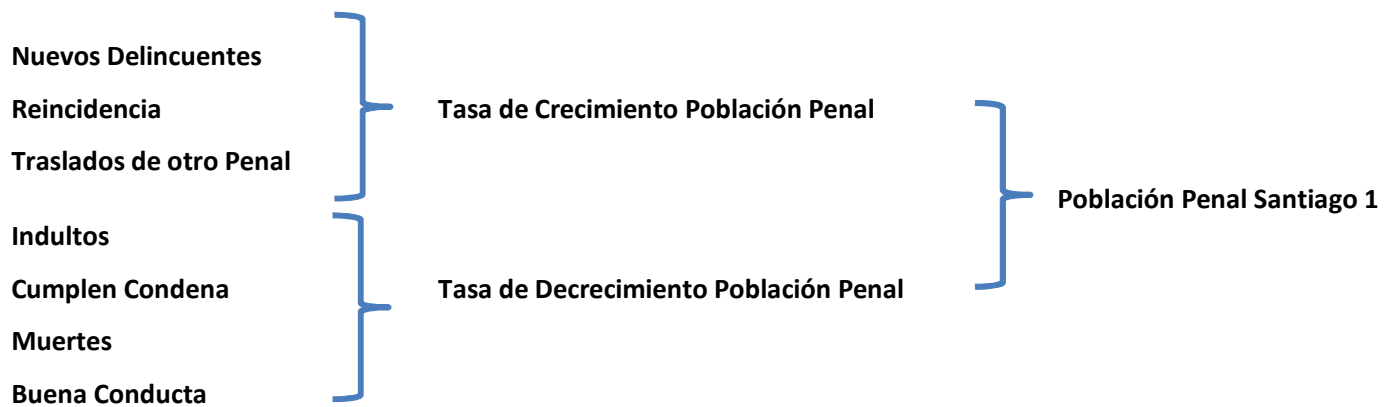 Nuevos Delincuentes
Reincidencia
Traslados de otro Penal
Tasa de Crecimiento Población Penal
Indultos
Cumplen Condena
Muertes
Buena Conducta
Tasa de Decrecimiento Población Penal
Población Penal Santiago 1